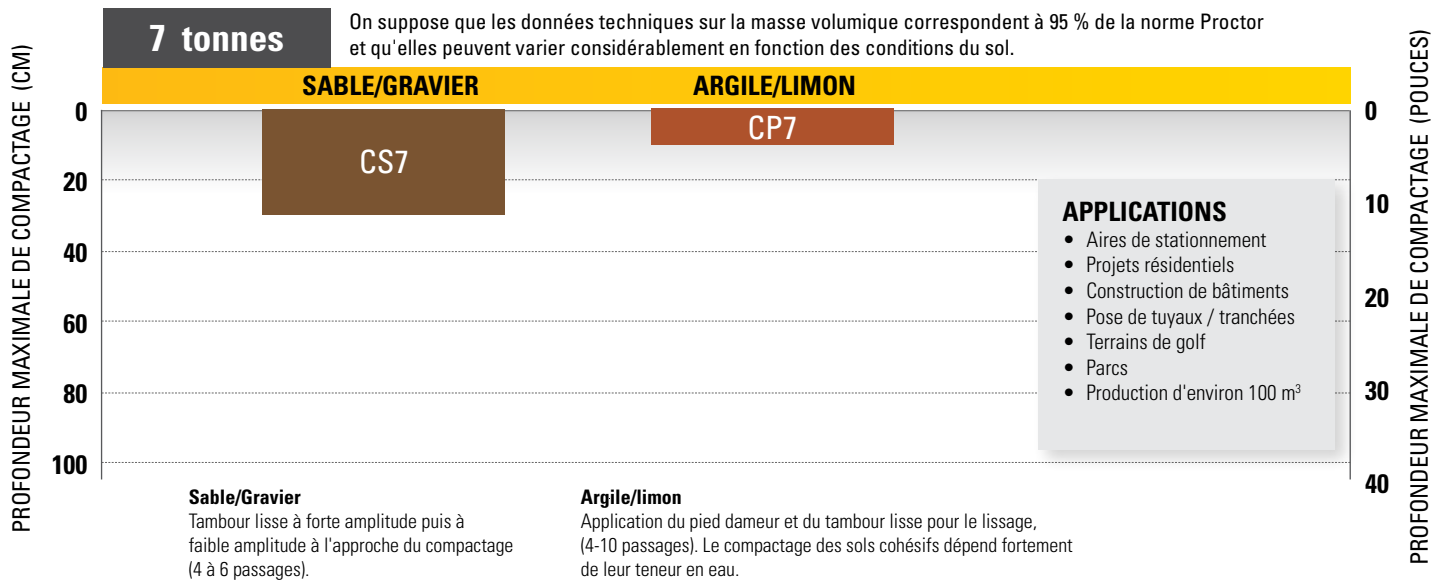 7 tonnes
On suppose que les données techniques sur la masse volumique correspondent à 95 % de la norme Proctor
et qu'elles peuvent varier considérablement en fonction des conditions du sol.
SABLE/GRAVIER
ARGILE/LIMON
PROFONDEUR MAXIMALE DE COMPACTAGE (CM)
0
20
40
60
80
100
CS7
CP7
APPLICATIONS
• Aires de stationnement
• Projets résidentiels
• Construction de bâtiments
• Pose de tuyaux / tranchées
• Terrains de golf
• Parcs
• Production d'environ 100 m³
0
10
20
30
40
PROFONDEUR MAXIMALE DE COMPACTAGE (POUCES)
Sable/Gravier
Tambour lisse à forte amplitude puis à
faible amplitude à l'approche du compactage
(4 à 6 passages).
Argile/limon
Application du pied dameur et du tambour lisse pour le lissage,
(4-10 passages). Le compactage des sols cohésifs dépend fortement
de leur teneur en eau.